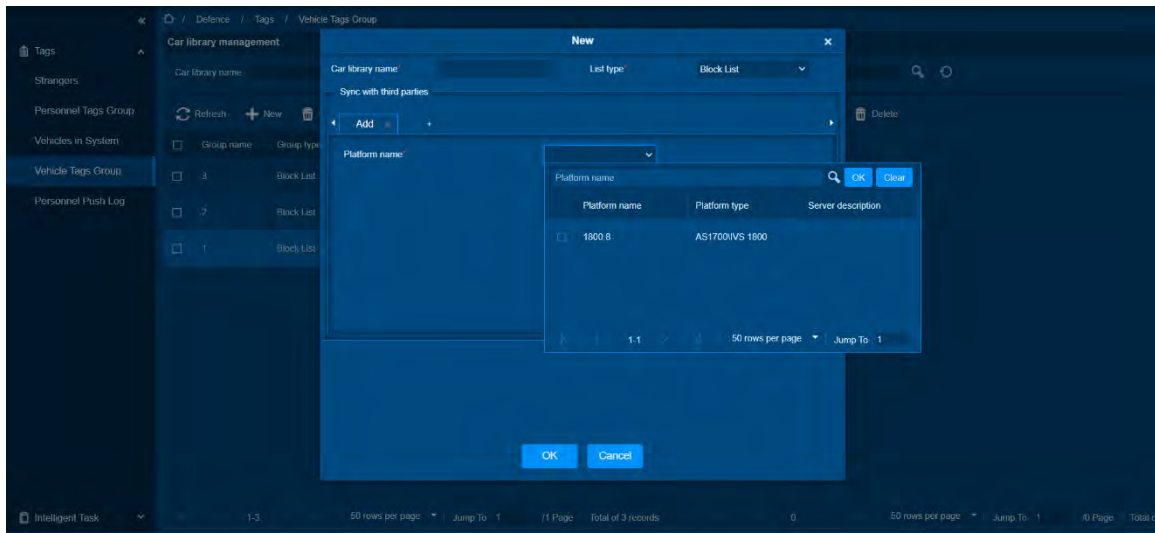 «
/ Defence / Tags / Vehicle Tags Group
Tags
Strangers
Personnel Tags Group
Vehicles in System
Vehicle Tags Group
Personnel Push Log
Intelligent Task
Car library management
Car library name
Refresh
New
Delete
Group name
Group type
3 Block List
2 Block List
1 Block List
New ×
Car library name*
List type*
Block List
Sync with third parties
Add
+
Platform name*
Platform name
OK
Clear
Platform name Platform type Server description
1800.8 AS1700\IVS 1800
1-1 50 rows per page Jump To 1
OK
Cancel
1-3 50 rows per page Jump To 1 /1 Page Total of 3 records
0 50 rows per page Jump To 1 /0 Page Total